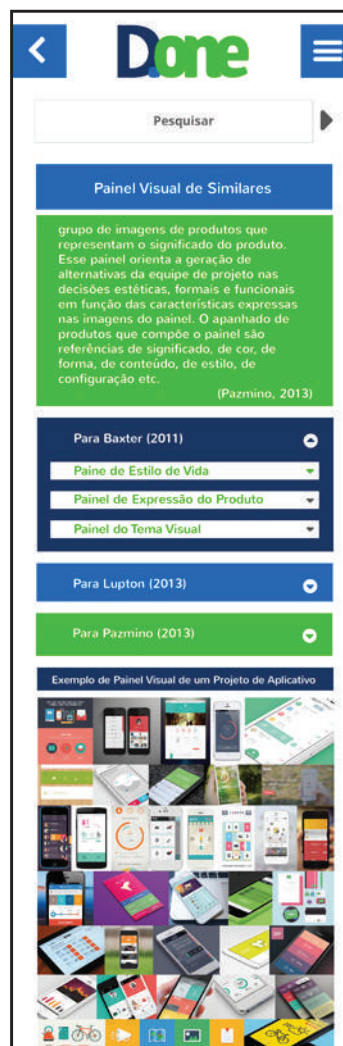 D.one
Pesquisar
Painel Visual de Similares
grupo de imagens de produtos que
representam o significado do produto.
Esse painel orienta a geração de
alternativas da equipe de projeto nas
decisões estéticas, formais e funcionais
em função das características expressas
nas imagens do painel. O apanhado de
produtos que compõe o painel são
referências de significado, de cor, de
forma, de conteúdo, de estilo, de
configuração etc.
(Pazmino, 2013)
Para Baxter (2011)
Paine de Estilo de Vida
Painel de Expressão do Produto
Painel do Tema Visual
Para Lupton (2013)
Para Pazmino (2013)
Exemplo de Painel Visual de um Projeto de Aplicativo